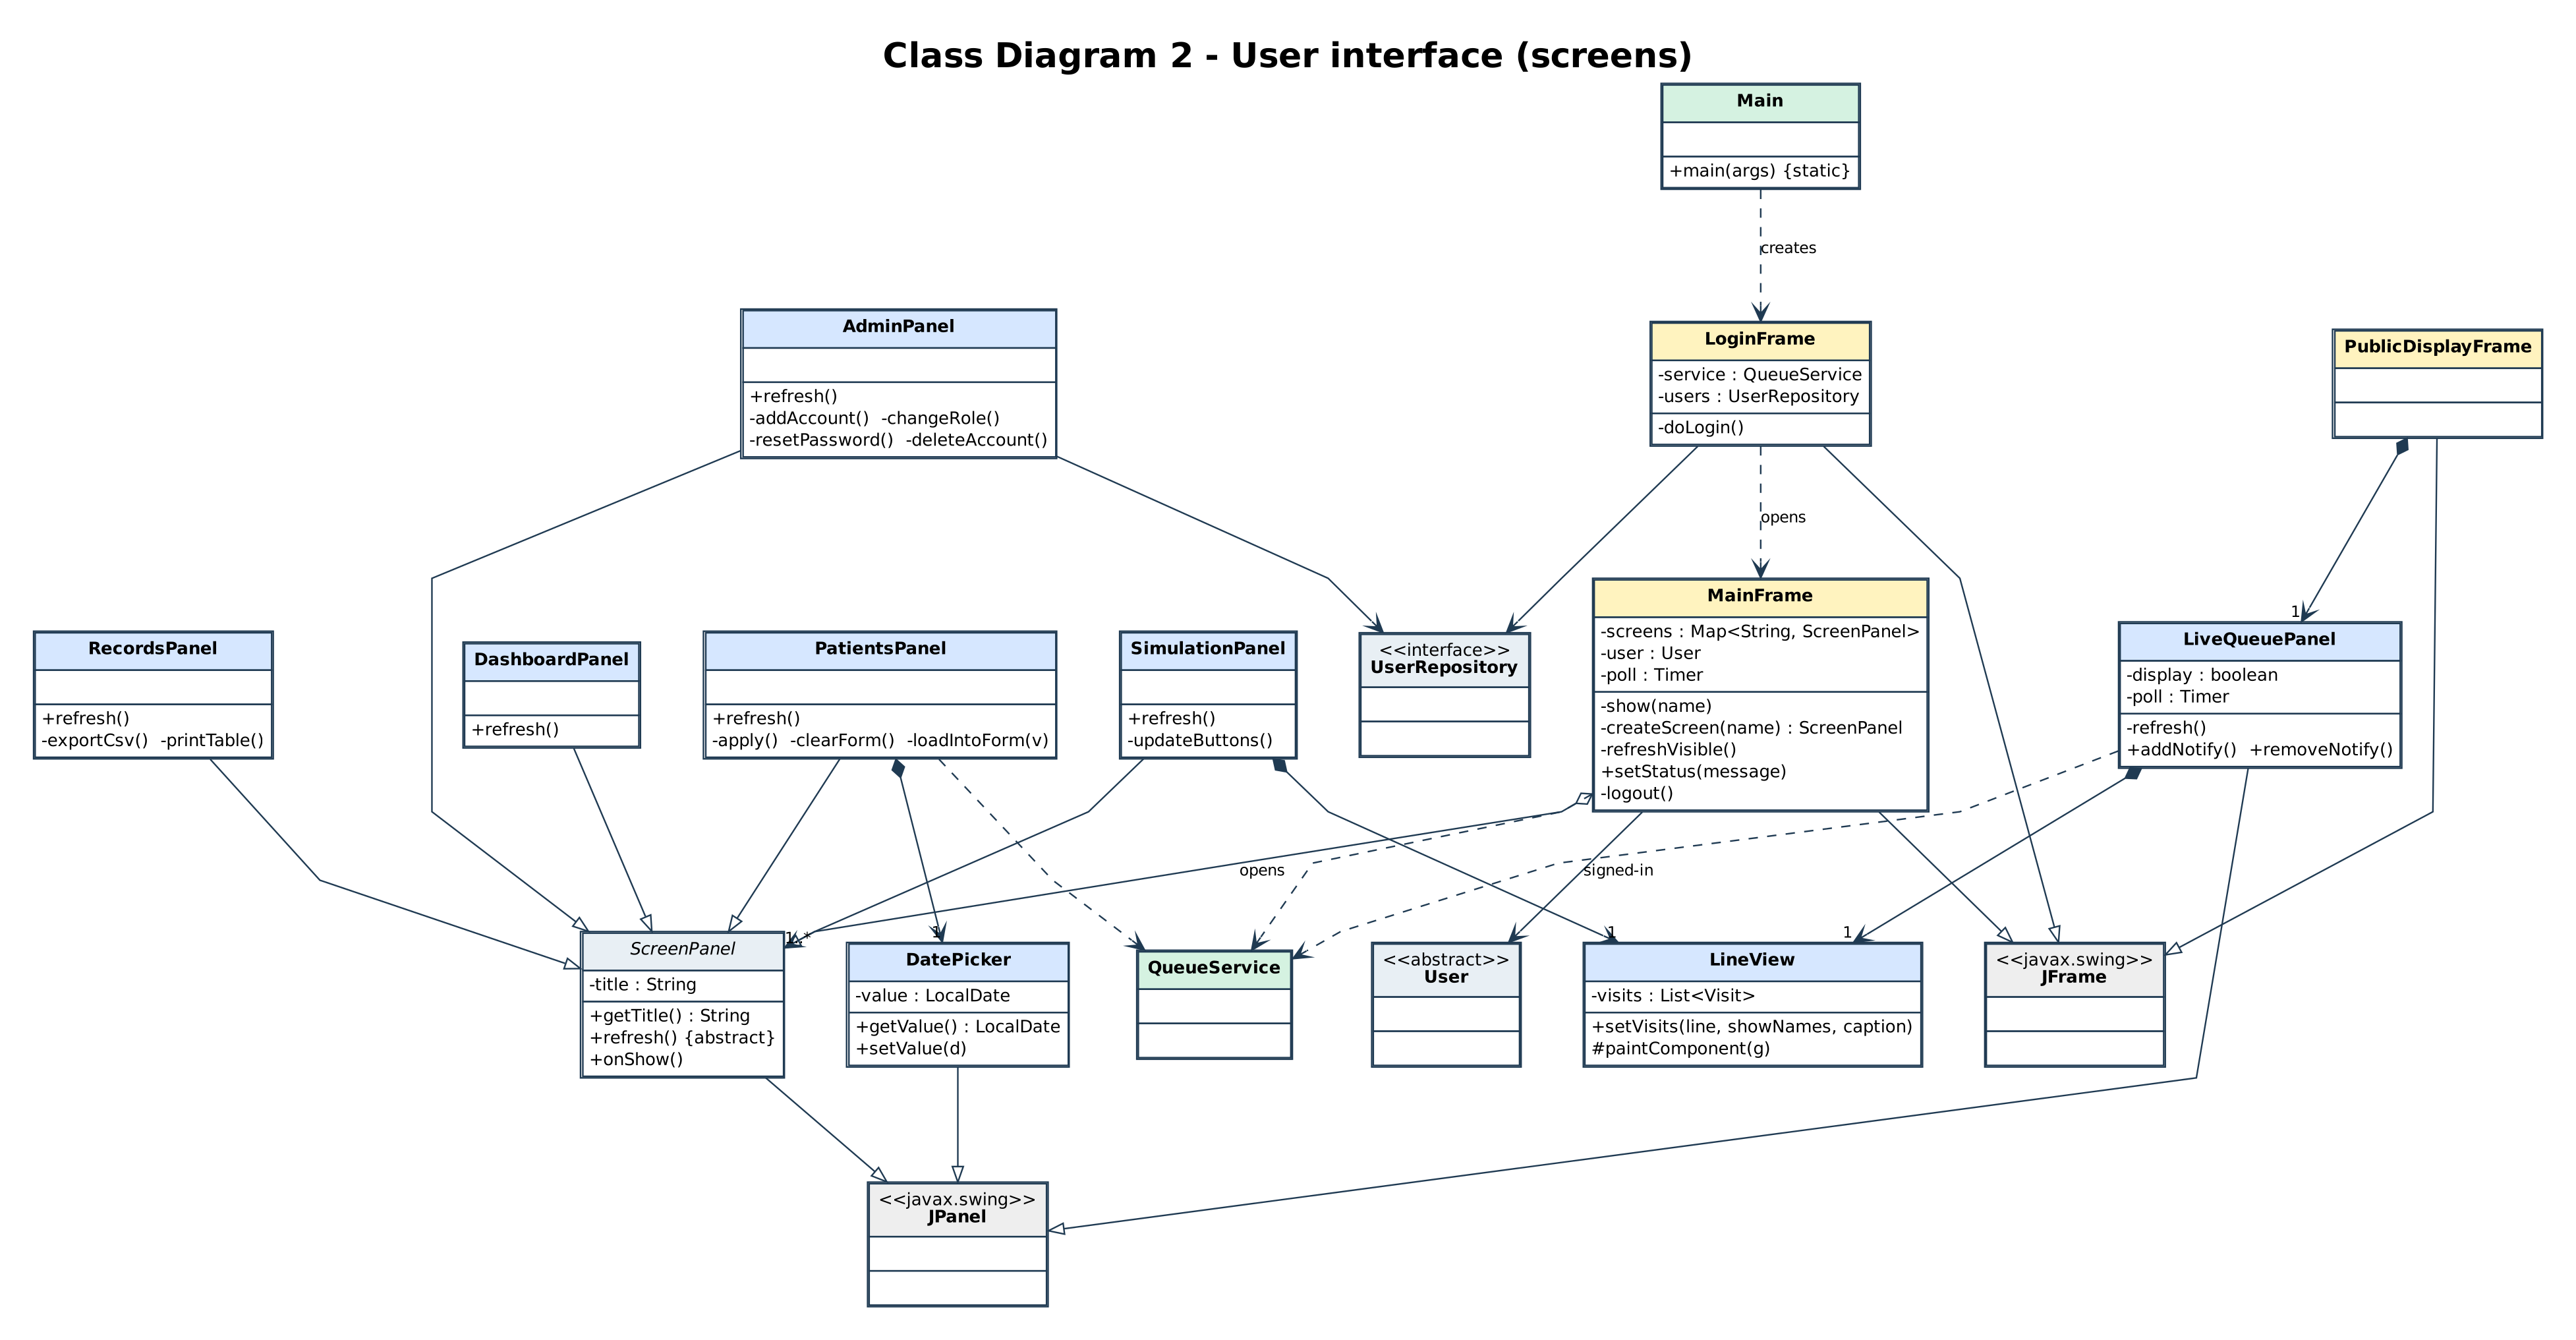 Class Diagram 2 - User interface (screens)
Main
+main(args) {static}
creates
AdminPanel
+refresh()
-addAccount()  -changeRole()
-resetPassword()  -deleteAccount()
LoginFrame
-service : QueueService
-users : UserRepository
-doLogin()
PublicDisplayFrame
opens
RecordsPanel
+refresh()
-exportCsv()  -printTable()
DashboardPanel
+refresh()
PatientsPanel
+refresh()
-apply()  -clearForm()  -loadIntoForm(v)
SimulationPanel
+refresh()
-updateButtons()
<<interface>>
UserRepository
MainFrame
-screens : Map<String, ScreenPanel>
-user : User
-poll : Timer
-show(name)
-createScreen(name) : ScreenPanel
-refreshVisible()
+setStatus(message)
-logout()
1
LiveQueuePanel
-display : boolean
-poll : Timer
-refresh()
+addNotify()  +removeNotify()
opens
signed-in
1..*
1
1
1
ScreenPanel
-title : String
+getTitle() : String
+refresh() {abstract}
+onShow()
DatePicker
-value : LocalDate
+getValue() : LocalDate
+setValue(d)
QueueService
<<abstract>>
User
LineView
-visits : List<Visit>
+setVisits(line, showNames, caption)
#paintComponent(g)
<<javax.swing>>
JFrame
<<javax.swing>>
JPanel